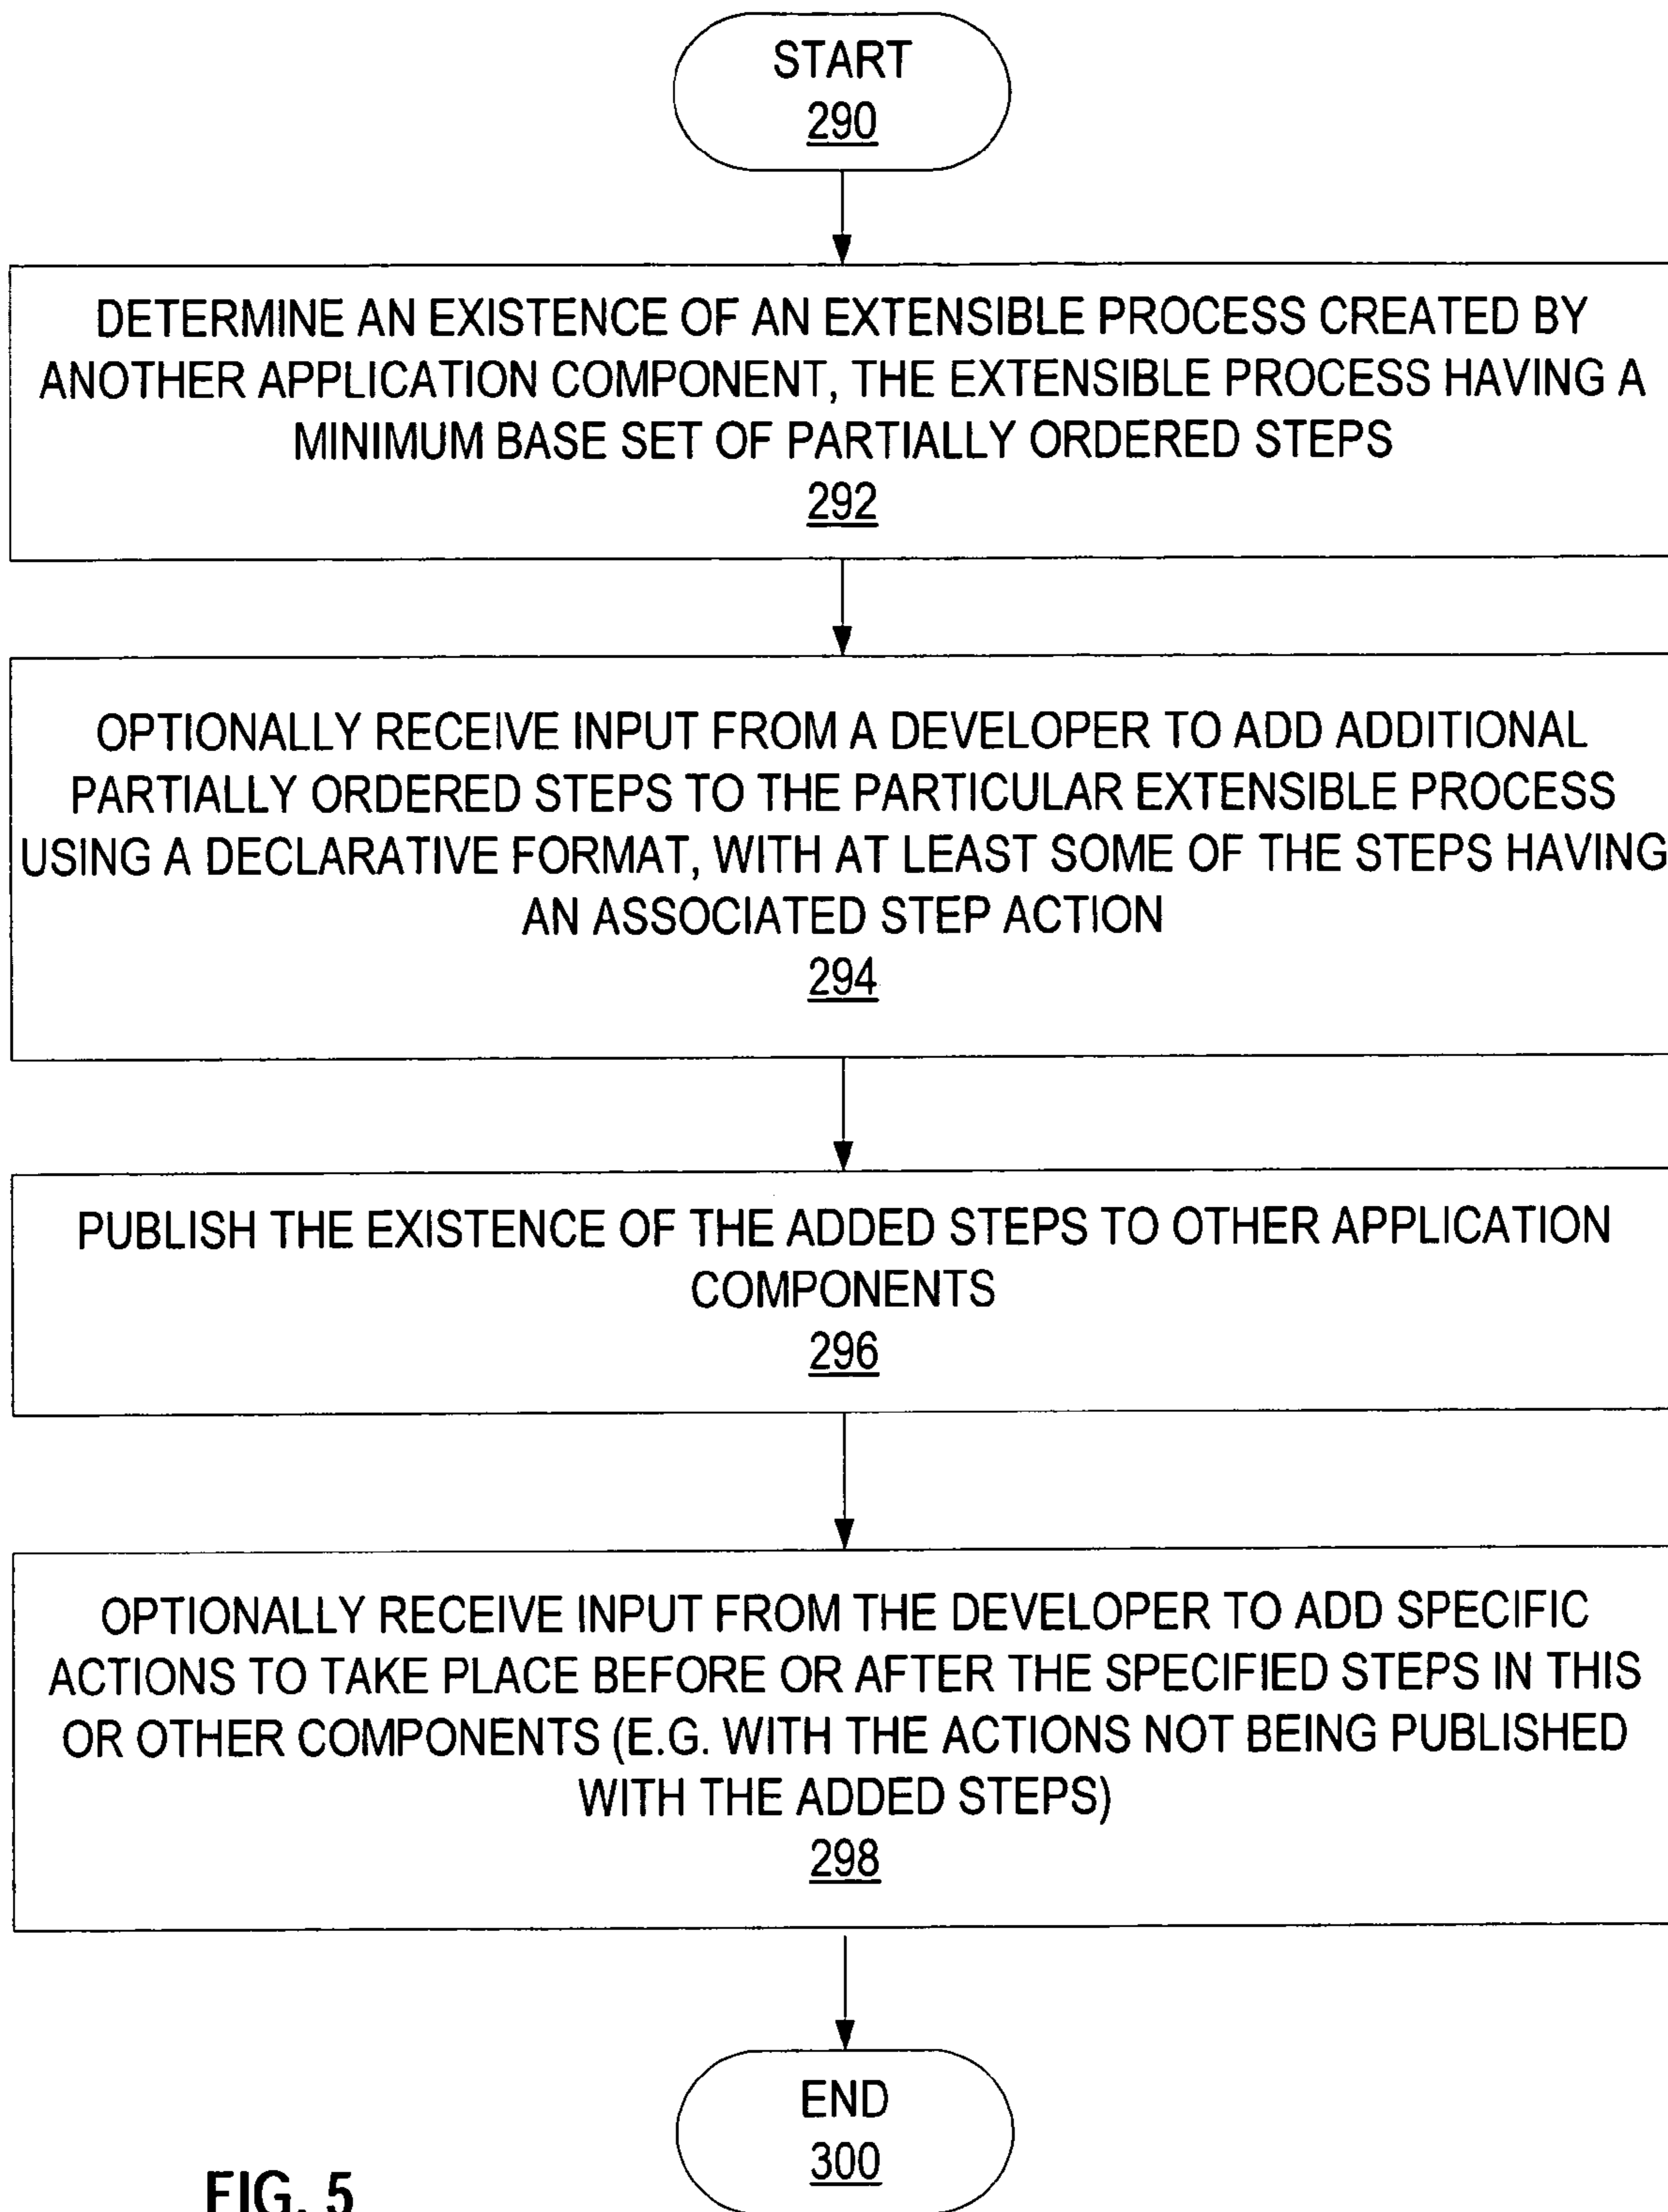 START
290
DETERMINE AN EXISTENCE OF AN EXTENSIBLE PROCESS CREATED BY
ANOTHER APPLICATION COMPONENT, THE EXTENSIBLE PROCESS HAVING A
MINIMUM BASE SET OF PARTIALLY ORDERED STEPS
292
OPTIONALLY RECEIVE INPUT FROM A DEVELOPER TO ADD ADDITIONAL
PARTIALLY ORDERED STEPS TO THE PARTICULAR EXTENSIBLE PROCESS
USING A DECLARATIVE FORMAT, WITH AT LEAST SOME OF THE STEPS HAVING
AN ASSOCIATED STEP ACTION
294
PUBLISH THE EXISTENCE OF THE ADDED STEPS TO OTHER APPLICATION
COMPONENTS
296
OPTIONALLY RECEIVE INPUT FROM THE DEVELOPER TO ADD SPECIFIC
ACTIONS TO TAKE PLACE BEFORE OR AFTER THE SPECIFIED STEPS IN THIS
OR OTHER COMPONENTS (E.G. WITH THE ACTIONS NOT BEING PUBLISHED
WITH THE ADDED STEPS)
298
END
300
FIG. 5